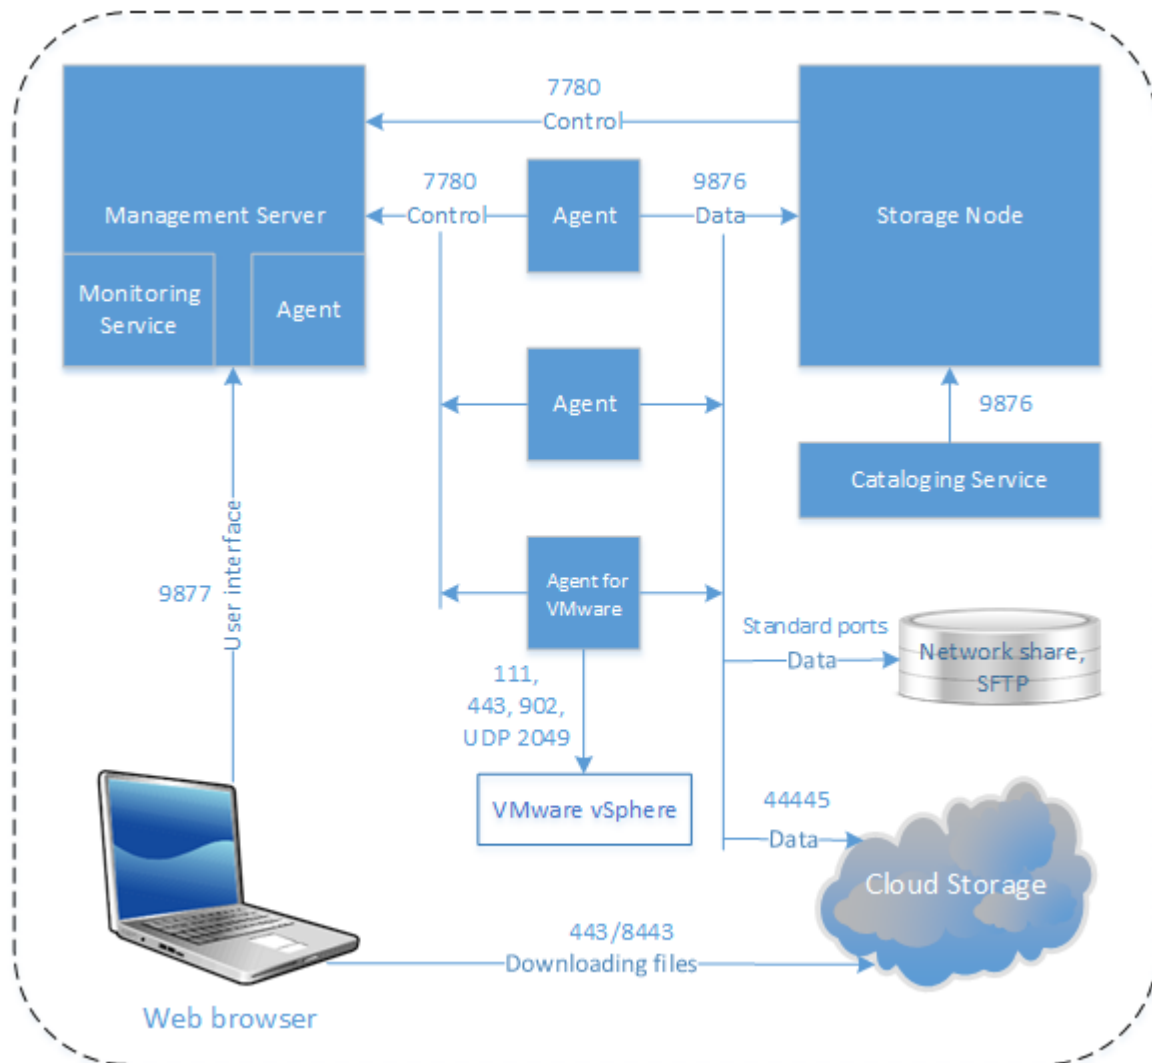 7780
Control
7780
Control
Agent
9876
Data
Management Server
Storage Node
Monitoring
Service
Agent
Agent
9876
Cataloging Service
9877
User interface
Agent for
VMware
Standard ports
Data
Network share,
SFTP
111,
443, 902,
UDP 2049
VMware vSphere
44445
Data
Cloud Storage
443/8443
Downloading files
Web browser